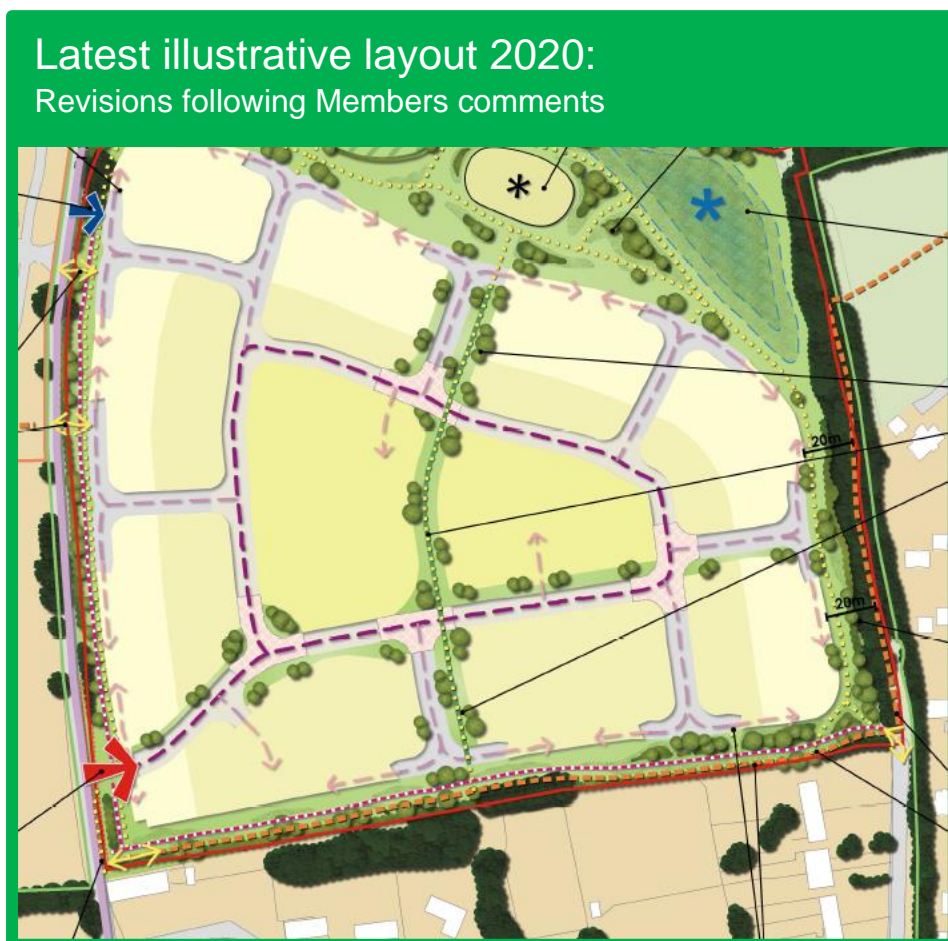 Latest illustrative layout 2020:
Revisions following Members comments
*
*
20m
20m